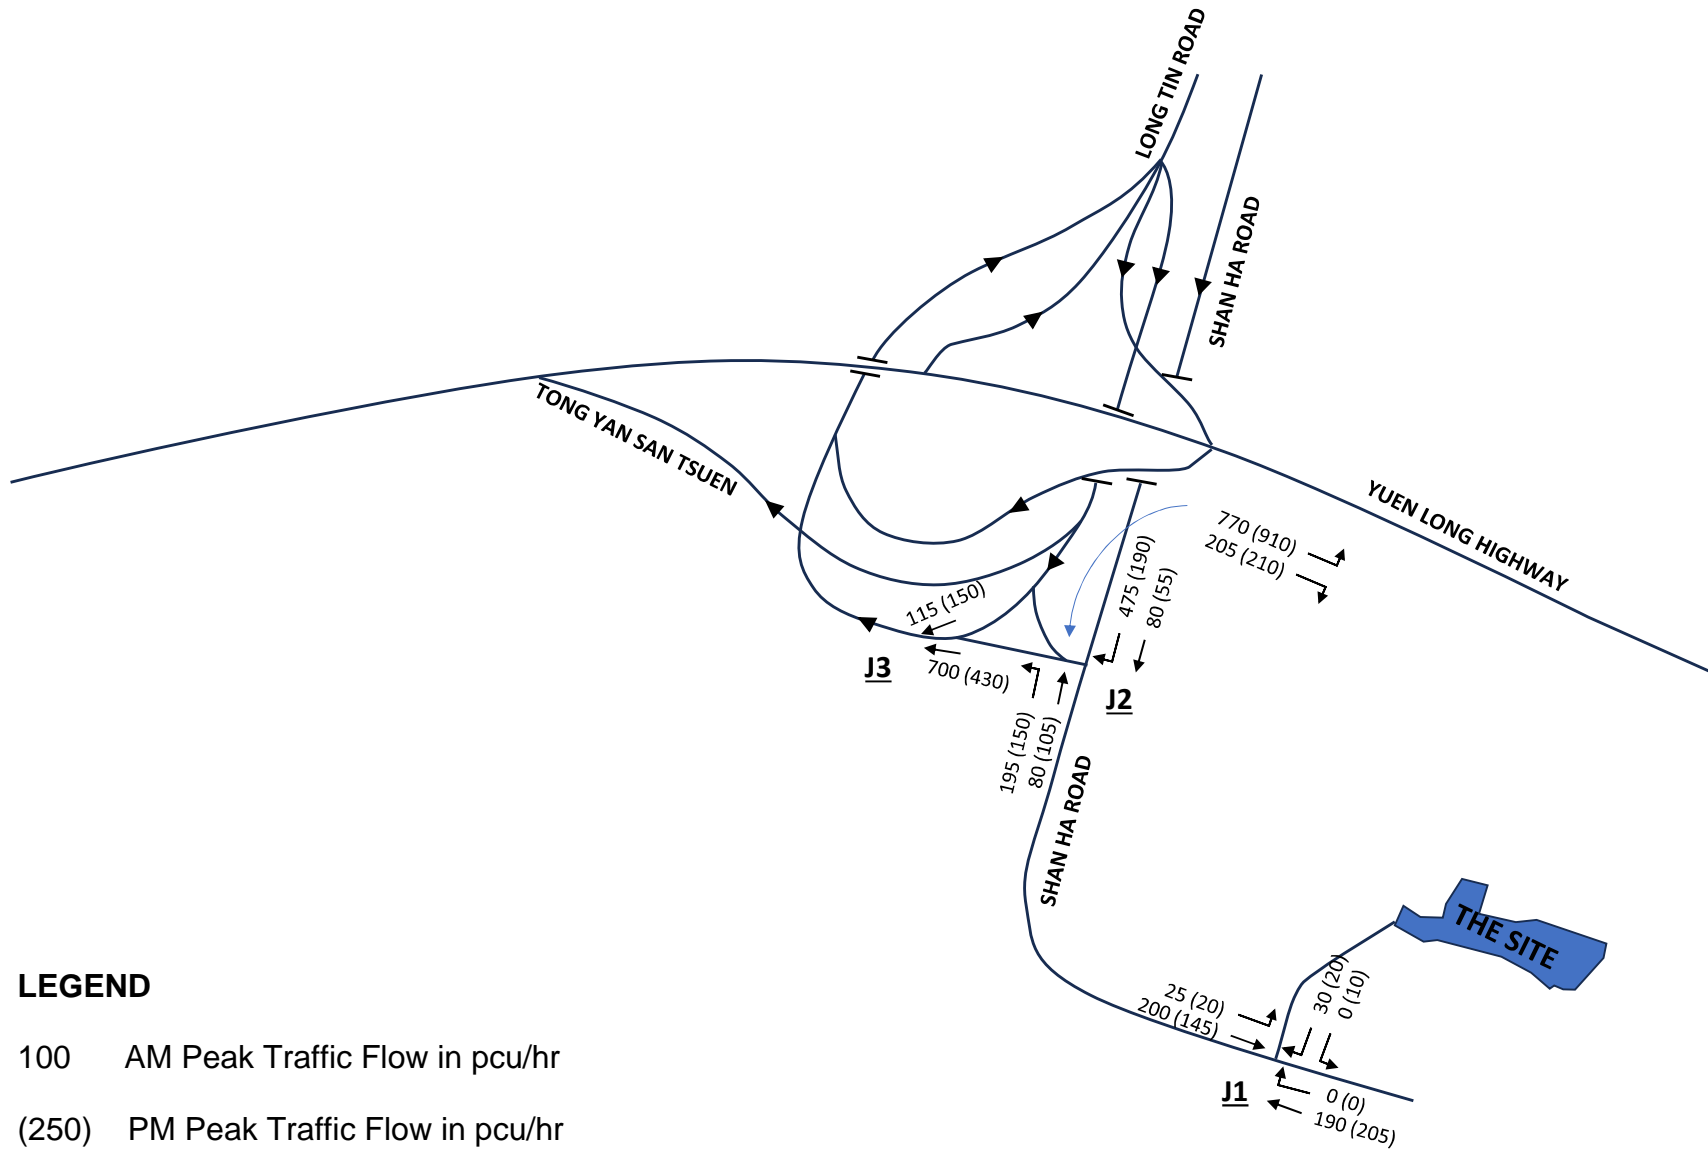 LONG TIN ROAD
SHAN HA ROAD
TONG YAN SAN TSUEN
YUEN LONG HIGHWAY
770 (910)
205 (210)
475 (190)
80 (55)
115 (150)
700 (430)
J3
J2
195 (150)
80 (105)
SHAN HA ROAD
THE SITE
25 (20)
200 (145)
30 (20)
0 (10)
J1
0 (0)
190 (205)
LEGEND
100 AM Peak Traffic Flow in pcu/hr
(250) PM Peak Traffic Flow in pcu/hr